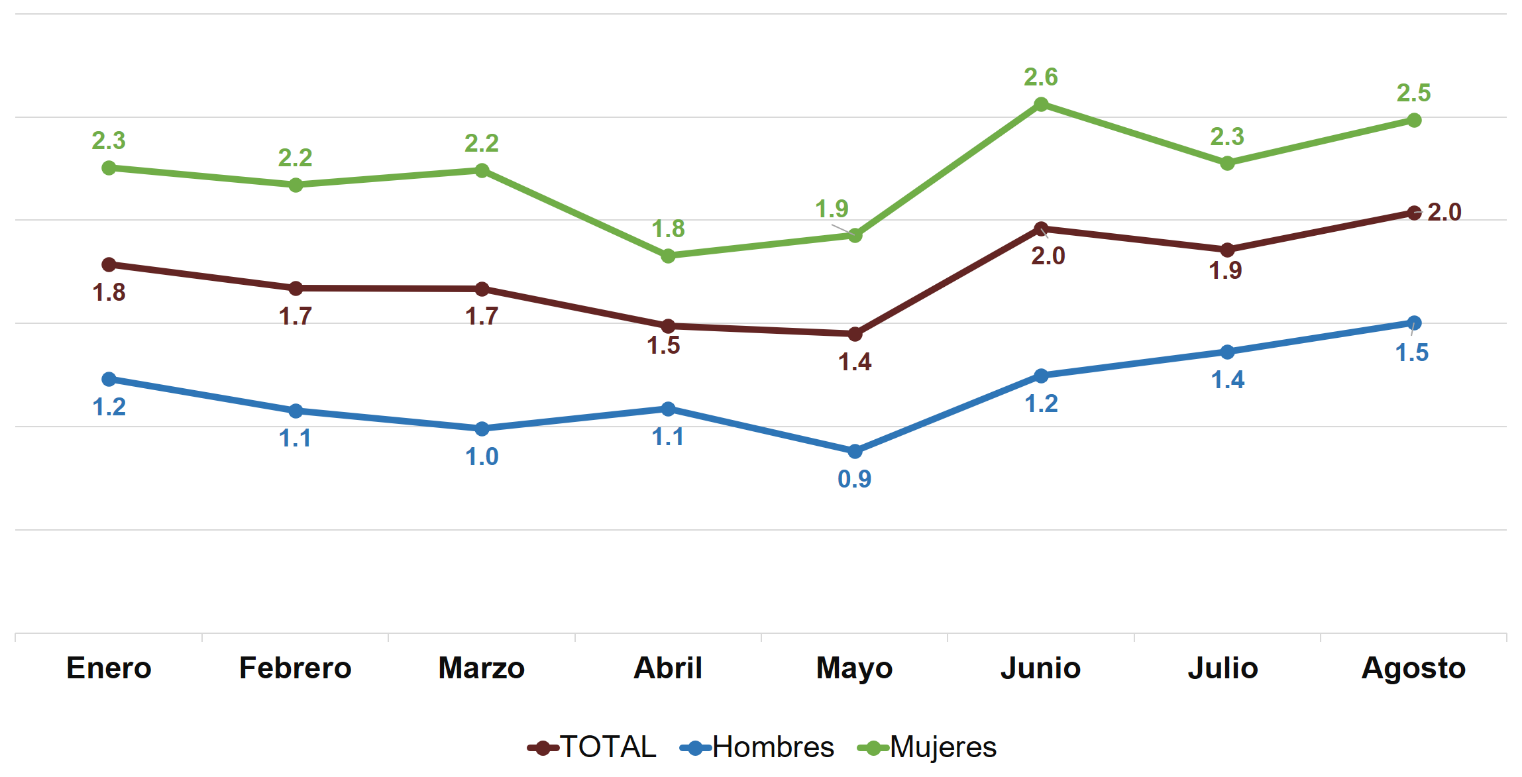 2.3 2.2 2.2 1.8 1.9 2.6 2.3 2.5
1.8 1.7 1.7 1.5 1.4 2.0 1.9 2.0
1.2 1.1 1.0 1.1 0.9 1.2 1.4 1.5
Enero Febrero Marzo Abril Mayo Junio Julio Agosto
TOTAL Hombres Mujeres